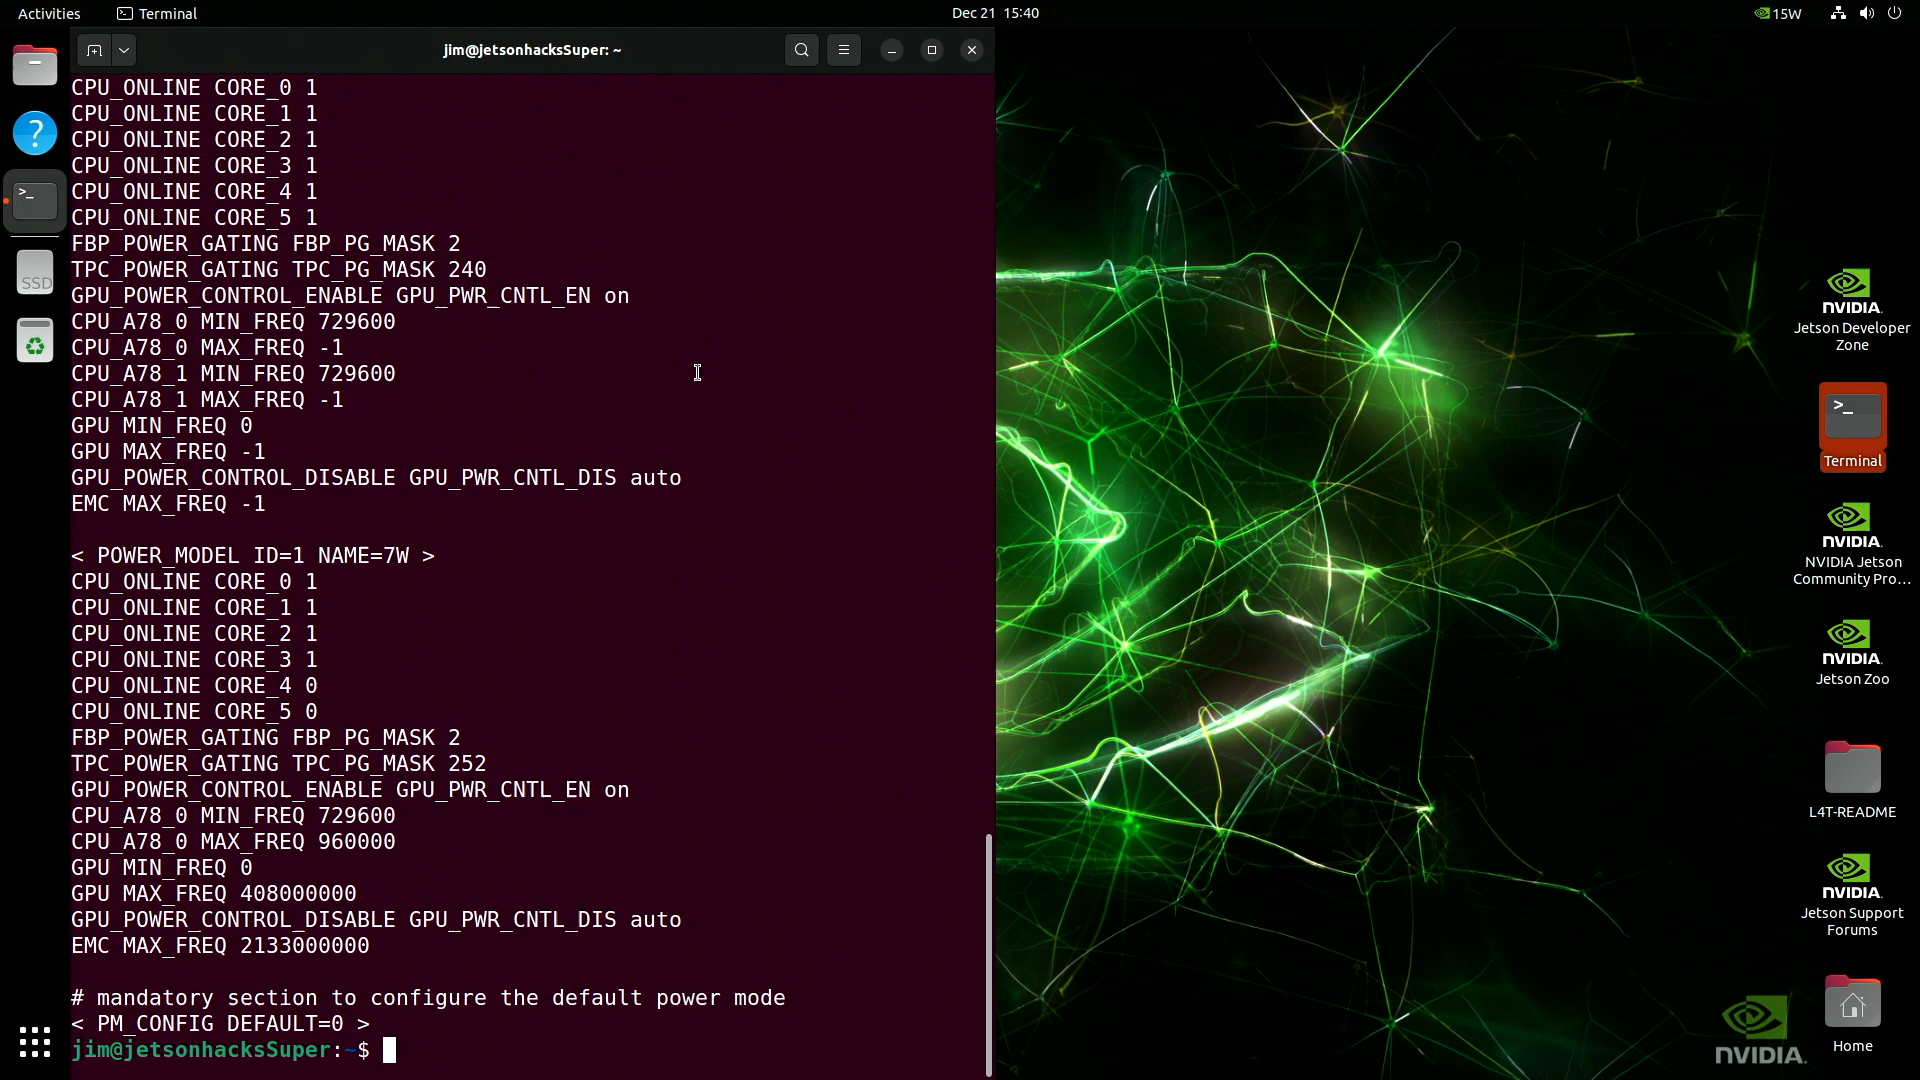 Activities
Terminal
Dec 21 15:40
15W
jim@jetsonhacksSuper: ~
CPU_ONLINE CORE_0 1
CPU_ONLINE CORE_1 1
CPU_ONLINE CORE_2 1
CPU_ONLINE CORE_3 1
CPU_ONLINE CORE_4 1
CPU_ONLINE CORE_5 1
FBP_POWER_GATING FBP_PG_MASK 2
TPC_POWER_GATING TPC_PG_MASK 240
GPU_POWER_CONTROL_ENABLE GPU_PWR_CNTL_EN on
CPU_A78_0 MIN_FREQ 729600
CPU_A78_0 MAX_FREQ -1
CPU_A78_1 MIN_FREQ 729600
CPU_A78_1 MAX_FREQ -1
GPU MIN_FREQ 0
GPU MAX_FREQ -1
GPU_POWER_CONTROL_DISABLE GPU_PWR_CNTL_DIS auto
EMC MAX_FREQ -1
< POWER_MODEL ID=1 NAME=7W >
CPU_ONLINE CORE_0 1
CPU_ONLINE CORE_1 1
CPU_ONLINE CORE_2 1
CPU_ONLINE CORE_3 1
CPU_ONLINE CORE_4 0
CPU_ONLINE CORE_5 0
FBP_POWER_GATING FBP_PG_MASK 2
TPC_POWER_GATING TPC_PG_MASK 252
GPU_POWER_CONTROL_ENABLE GPU_PWR_CNTL_EN on
CPU_A78_0 MIN_FREQ 729600
CPU_A78_0 MAX_FREQ 960000
GPU MIN_FREQ 0
GPU MAX_FREQ 408000000
GPU_POWER_CONTROL_DISABLE GPU_PWR_CNTL_DIS auto
EMC MAX_FREQ 2133000000
# mandatory section to configure the default power mode
< PM_CONFIG DEFAULT=0 >
jim@jetsonhacksSuper:~$
SSD
NVIDIA.
Jetson Developer
Zone
>_
Terminal
NVIDIA.
NVIDIA Jetson
Community Pro...
NVIDIA.
Jetson Zoo
L4T-README
NVIDIA.
Jetson Support
Forums
Home
NVIDIA.